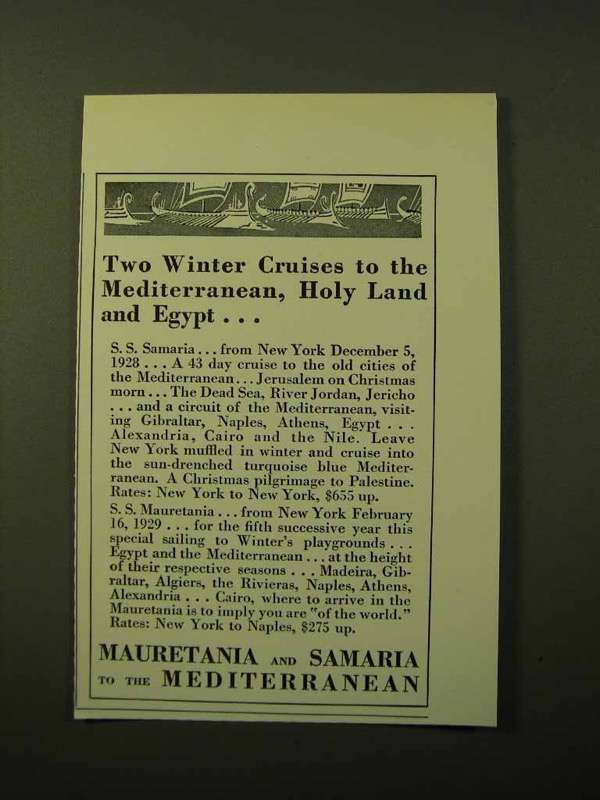 Two Winter Cruises to the
Mediterranean, Holy Land
and Egypt . . .
S. S. Samaria . . . from New York December 5,
1928 . . . A 43 day cruise to the old cities of
the Mediterranean . . . Jerusalem on Christmas
morn . . . The Dead Sea, River Jordan, Jericho
. . . and a circuit of the Mediterranean, visit-
ing Gibraltar, Naples, Athens, Egypt . . .
Alexandria, Cairo and the Nile. Leave
New York muffled in winter and cruise into
the sun-drenched turquoise blue Mediter-
ranean. A Christmas pilgrimage to Palestine.
Rates: New York to New York, $655 up.
S. S. Mauretania . . . from New York February
16, 1929 . . . for the fifth successive year this
special sailing to Winter's playgrounds . . .
Egypt and the Mediterranean . . . at the height
of their respective seasons . . . Madeira, Gib-
raltar, Algiers, the Rivieras, Naples, Athens,
Alexandria . . . Cairo, where to arrive in the
Mauretania is to imply you are "of the world."
Rates: New York to Naples, $275 up.
MAURETANIA AND SAMARIA
TO THE MEDITERRANEAN